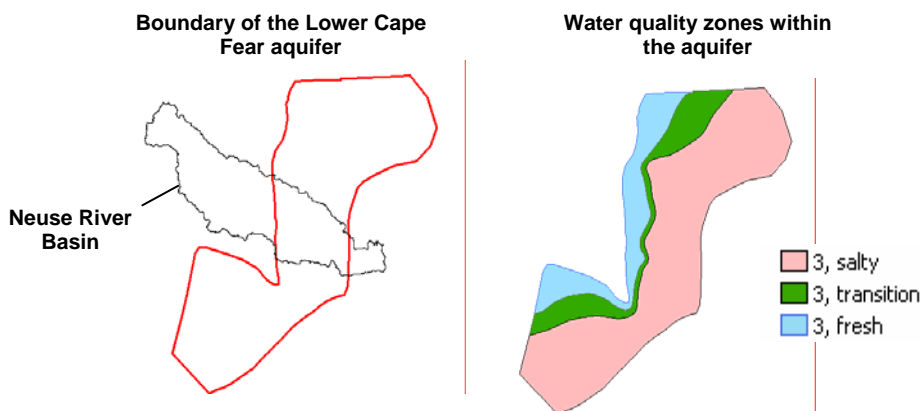 Boundary of the Lower Cape
Fear aquifer
Water quality zones within
the aquifer
Neuse River
Basin
3, salty
3, transition
3, fresh